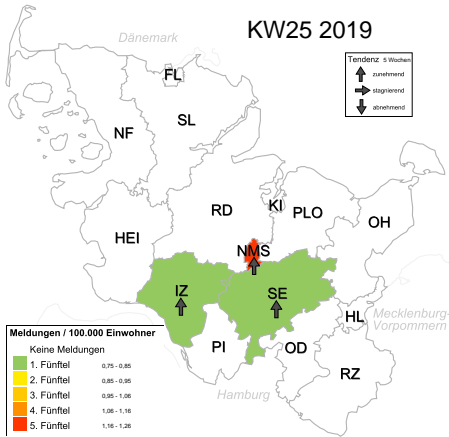 KW25 2019
Dänemark
Tendenz 5 Wochen
zunehmend
stagnierend
abnehmend
FL
SL
NF
RD
KI
PLO
OH
HEI
NMS
IZ
SE
HL
Mecklenburg-
Vorpommern
PI
OD
RZ
Hamburg
Meldungen / 100.000 Einwohner
Keine Meldungen
1. Fünftel 0,75 - 0,85
2. Fünftel 0,85 - 0,95
3. Fünftel 0,95 - 1,06
4. Fünftel 1,06 - 1,16
5. Fünftel 1,16 - 1,26